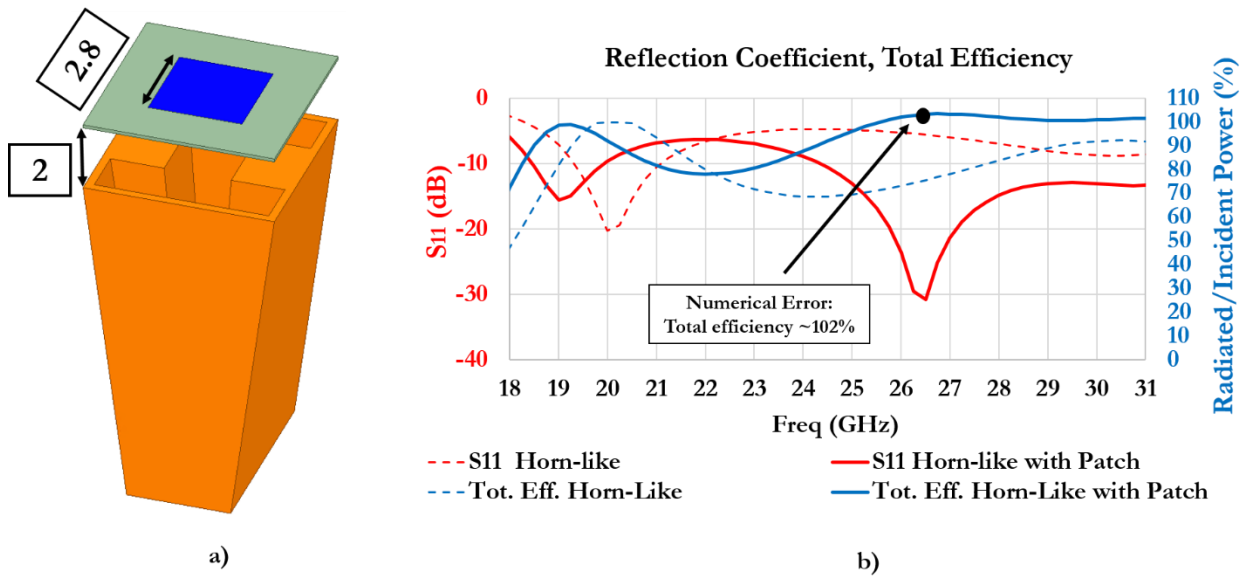 2.8
2
a)
Reflection Coefficient, Total Efficiency
S11 (dB)
0
-10
-20
-30
-40
Radiated/Incident Power (%)
110
100
90
80
70
60
50
40
30
20
10
0
Numerical Error:
Total efficiency ~102%
18 19 20 21 22 23 24 25 26 27 28 29 30 31
Freq (GHz)
S11 Horn-like
S11 Horn-like with Patch
Tot. Eff. Horn-Like
Tot. Eff. Horn-Like with Patch
b)